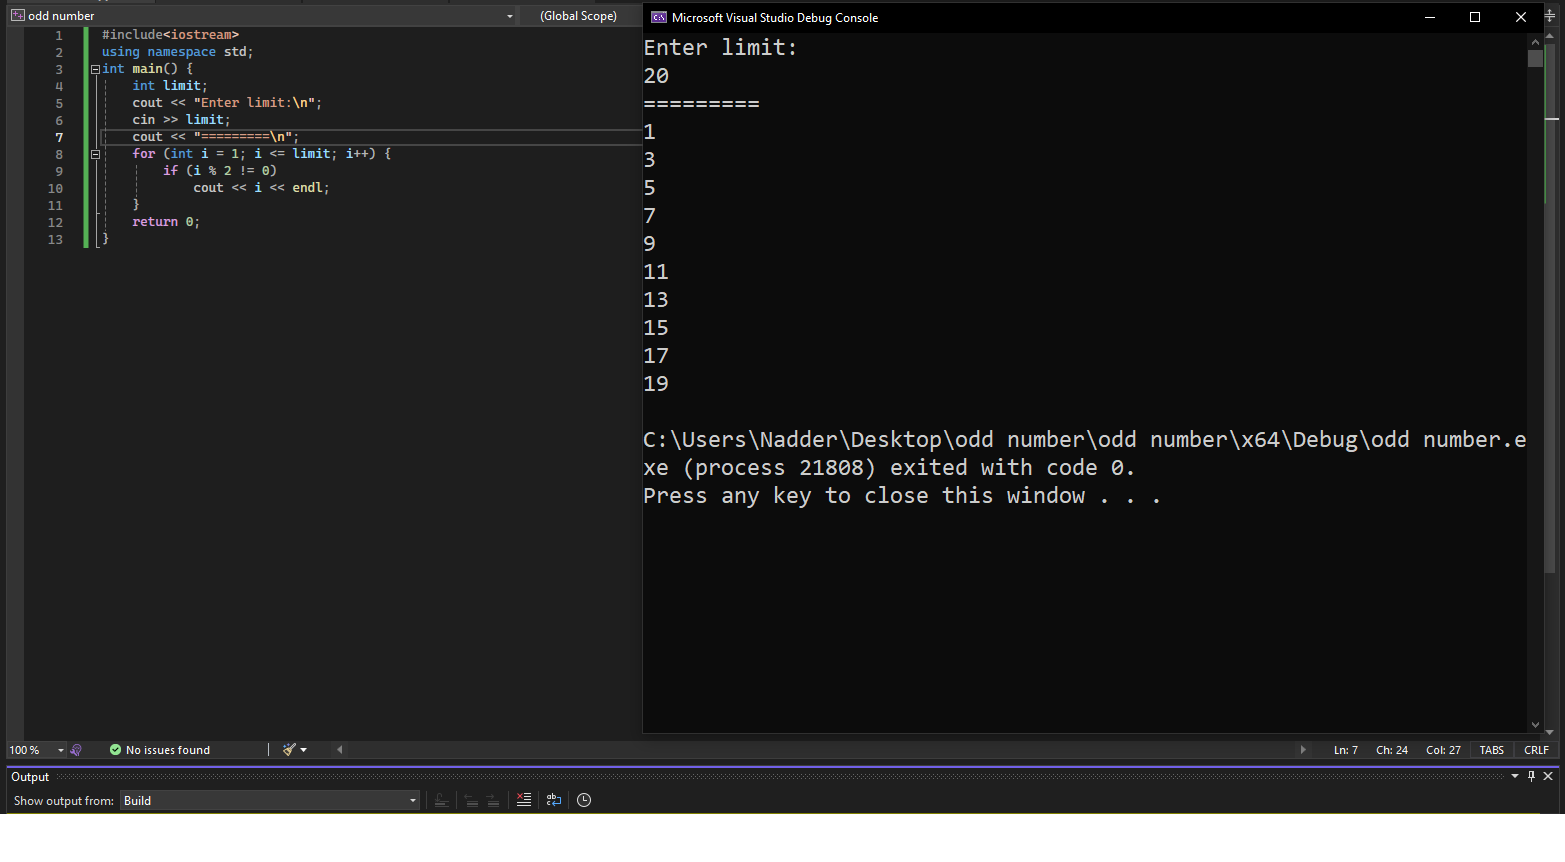 odd number
(Global Scope)
1 #include<iostream>
2 using namespace std;
3 int main() {
4 int limit;
5 cout << "Enter limit:\n";
6 cin >> limit;
7 cout << "=========\n";
8 for (int i = 1; i <= limit; i++) {
9 if (i % 2 != 0)
10 cout << i << endl;
11 }
12 return 0;
13 }
Microsoft Visual Studio Debug Console
Enter limit:
20
=========
1
3
5
7
9
11
13
15
17
19
C:\Users\Nadder\Desktop\odd number\odd number\x64\Debug\odd number.e
xe (process 21808) exited with code 0.
Press any key to close this window . . .
100 % No issues found Ln: 7 Ch: 24 Col: 27 TABS CRLF
Output
Show output from: Build